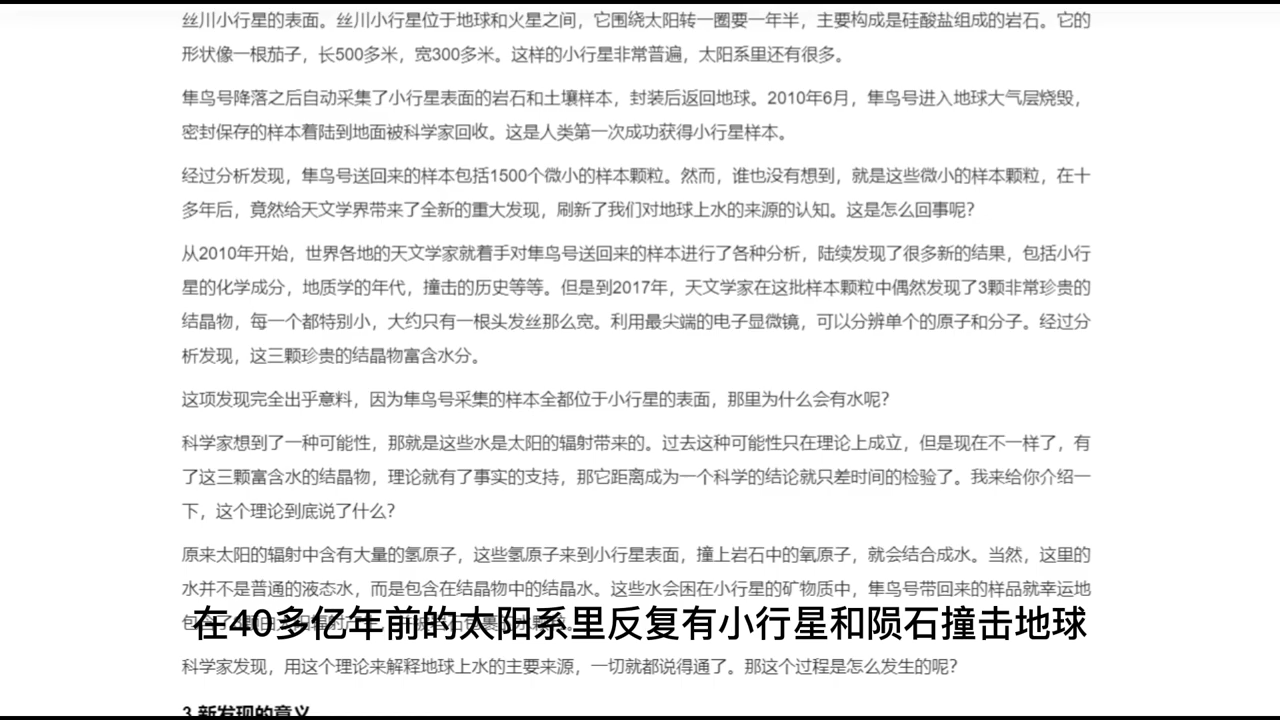 丝川小行星的表面。丝川小行星位于地球和火星之间，它围绕太阳转一圈要一年半，主要构成是硅酸盐组成的岩石。它的
形状像一根茄子，长500多米，宽300多米。这样的小行星非常普遍，太阳系里还有很多。
隼鸟号降落之后自动采集了小行星表面的岩石和土壤样本，封装后返回地球。2010年6月，隼鸟号进入地球大气层烧毁，
密封保存的样本着陆到地面被科学家回收。这是人类第一次成功获得小行星样本。
经过分析发现，隼鸟号送回来的样本包括1500个微小的样本颗粒。然而，谁也没有想到，就是这些微小的样本颗粒，在十
多年后，竟然给天文学界带来了全新的重大发现，刷新了我们对地球上水的来源的认知。这是怎么回事呢？
从2010年开始，世界各地的天文学家就着手对隼鸟号送回来的样本进行了各种分析，陆续发现了很多新的结果，包括小行
星的化学成分，地质学的年代，撞击的历史等等。但是到2017年，天文学家在这批样本颗粒中偶然发现了3颗非常珍贵的
结晶物，每一个都特别小，大约只有一根头发丝那么宽。利用最尖端的电子显微镜，可以分辨单个的原子和分子。经过分
析发现，这三颗珍贵的结晶物富含水分。
这项发现完全出乎意料，因为隼鸟号采集的样本全都位于小行星的表面，那里为什么会有水呢？
科学家想到了一种可能性，那就是这些水是太阳的辐射带来的。过去这种可能性只在理论上成立，但是现在不一样了，有
了这三颗富含水的结晶物，理论就有了事实的支持，那它距离成为一个科学的结论就只差时间的检验了。我来给你介绍一
下，这个理论到底说了什么？
原来太阳的辐射中含有大量的氢原子，这些氢原子来到小行星表面，撞上岩石中的氧原子，就会结合成水。当然，这里的
水并不是普通的液态水，而是包含在结晶物中的结晶水。这些水会困在小行星的矿物质中，隼鸟号带回来的样品就幸运地
在40多亿年前的太阳系里反复有小行星和陨石撞击地球
科学家发现，用这个理论来解释地球上水的主要来源，一切就都说得通了。那这个过程是怎么发生的呢？
3.新发现的意义